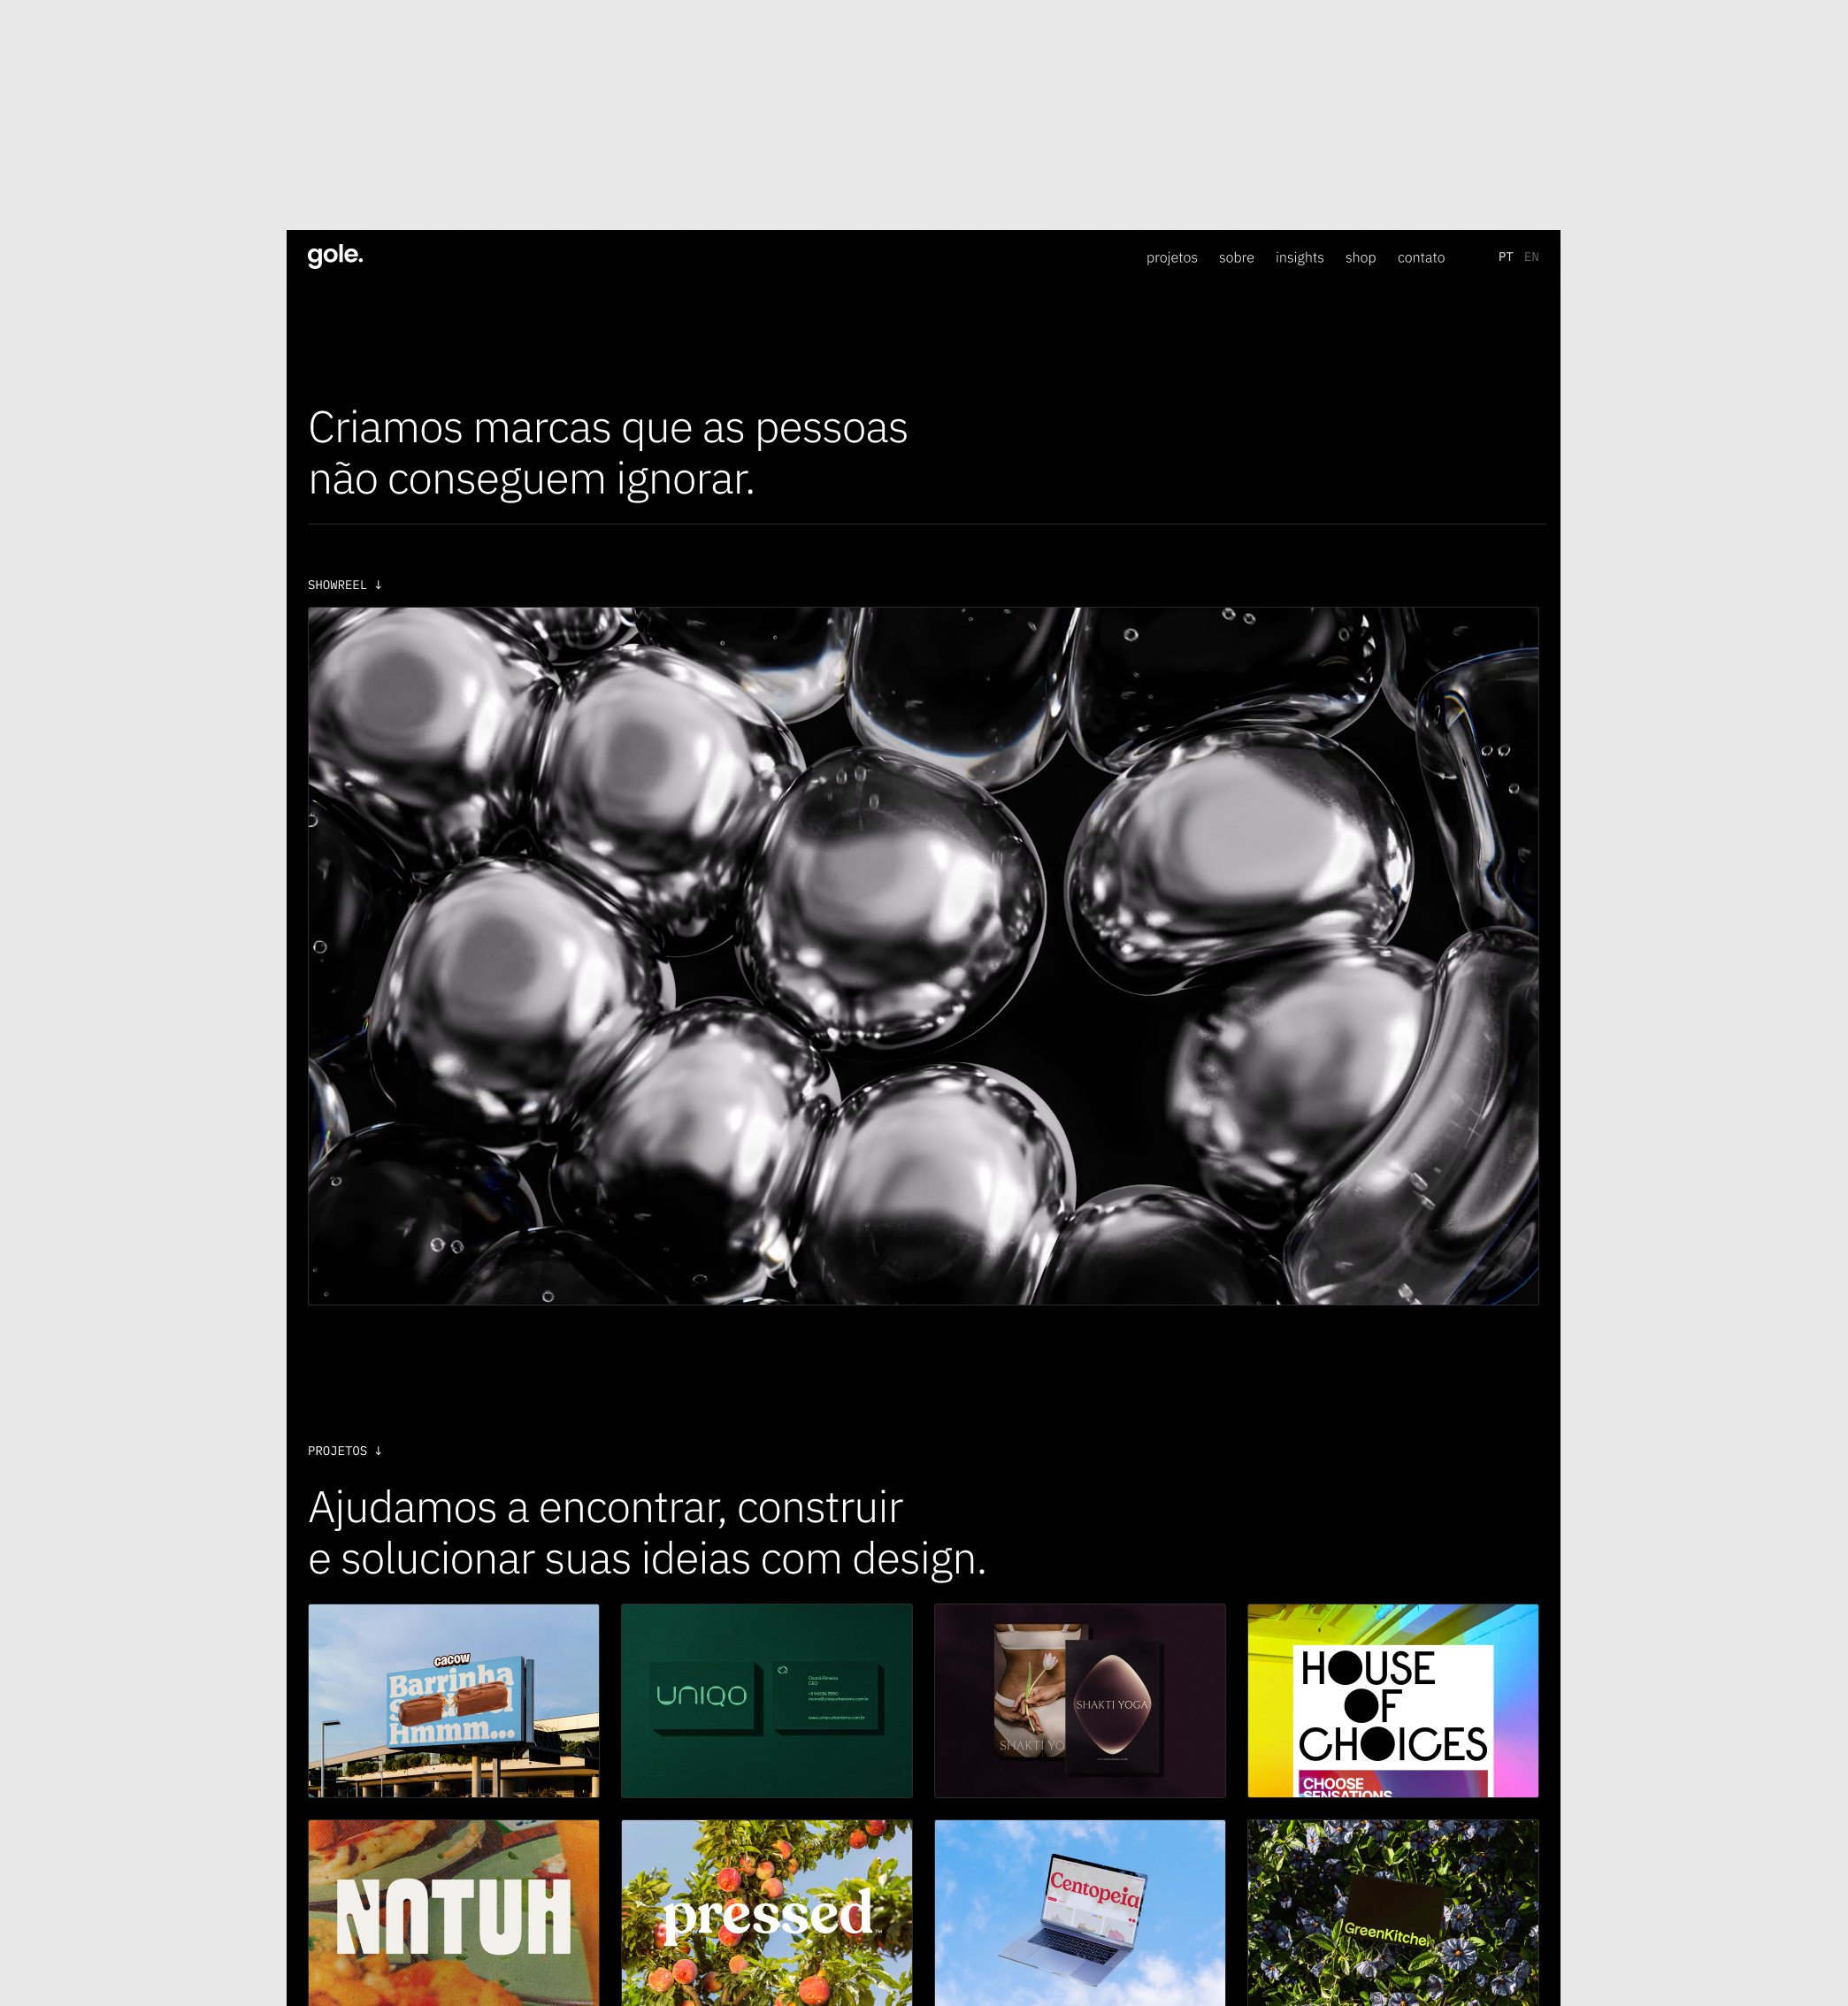 gole.
projetos sobre insights shop contato PT EN
Criamos marcas que as pessoas
não conseguem ignorar.
SHOWREEL ↓
PROJETOS ↓
Ajudamos a encontrar, construir
e solucionar suas ideias com design.
cacow
Barrinha
Hmmm...
UNIQO
CEO
SHAKTI YO
SHAKTI YOGA
HOUSE
OF
CHOICES
CHOOSE
SENSATIONS
NATUH
pressed
Centopeia
GreenKitchen